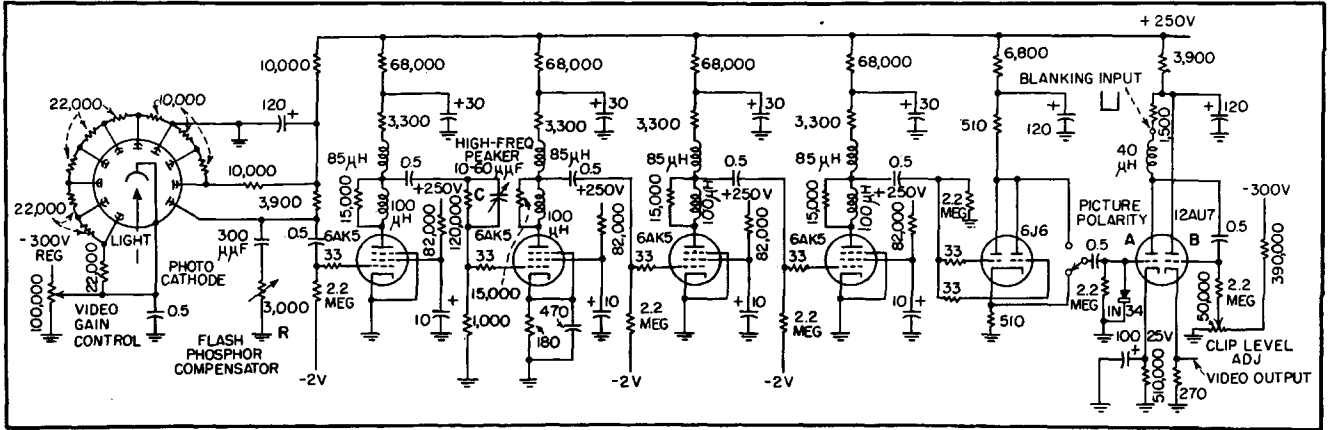 +250V
10,000
68,000
68,000
68,000
68,000
6,800
3,900
BLANKING INPUT
22,000
10,000
120 +
+30
+30
+30
+30
+
120
1500
+
120
3,300
3,300
3,300
3,300
510
40
μH
85μH
0.5
HIGH-FREQ
PEAKER
10-60μμF
85μH
0.5
85μH
0.5
85μH
0.5
10,000
3,900
15,000
100
μH
+250V
C
15,000
100
μH
+250V
15,000
100μH
+250V
15,000
100μH
+250V
2.2
MEG
-300V
PICTURE
POLARITY
12AU7
22,000
LIGHT
300
μμF
0.5
6AK5
82,000
120,000
6AK5
82,000
6AK5
82,000
6AK5
82,000
6J6
0.5
A
B
0.5
390,000
-300V
REG
22,000
PHOTO
CATHODE
33
33
33
33
33
33
2.2
MEG
2.2
MEG
2.2
MEG
2.2
MEG
2.2
MEG
1N34
50,000
100,000
VIDEO
GAIN
CONTROL
0.5
3,000
R
FLASH
PHOSPHOR
COMPENSATOR
10
+
1,000
470
180
+
10
+
10
10
+
510
100
+
25V
CLIP LEVEL
ADJ
VIDEO OUTPUT
510,000
270
-2V
-2V
-2V